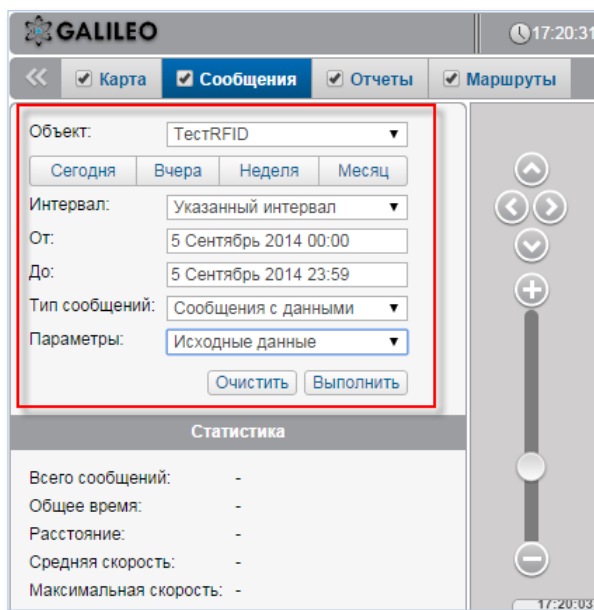 GALILEO 17:20:31
Карта Сообщения Отчеты Маршруты
Объект: ТестRFID
Сегодня Вчера Неделя Месяц
Интервал: Указанный интервал
От: 5 Сентябрь 2014 00:00
До: 5 Сентябрь 2014 23:59
Тип сообщений: Сообщения с данными
Параметры: Исходные данные
Очистить Выполнить
Статистика
Всего сообщений: -
Общее время: -
Расстояние: -
Средняя скорость: -
Максимальная скорость: -
17:20:03